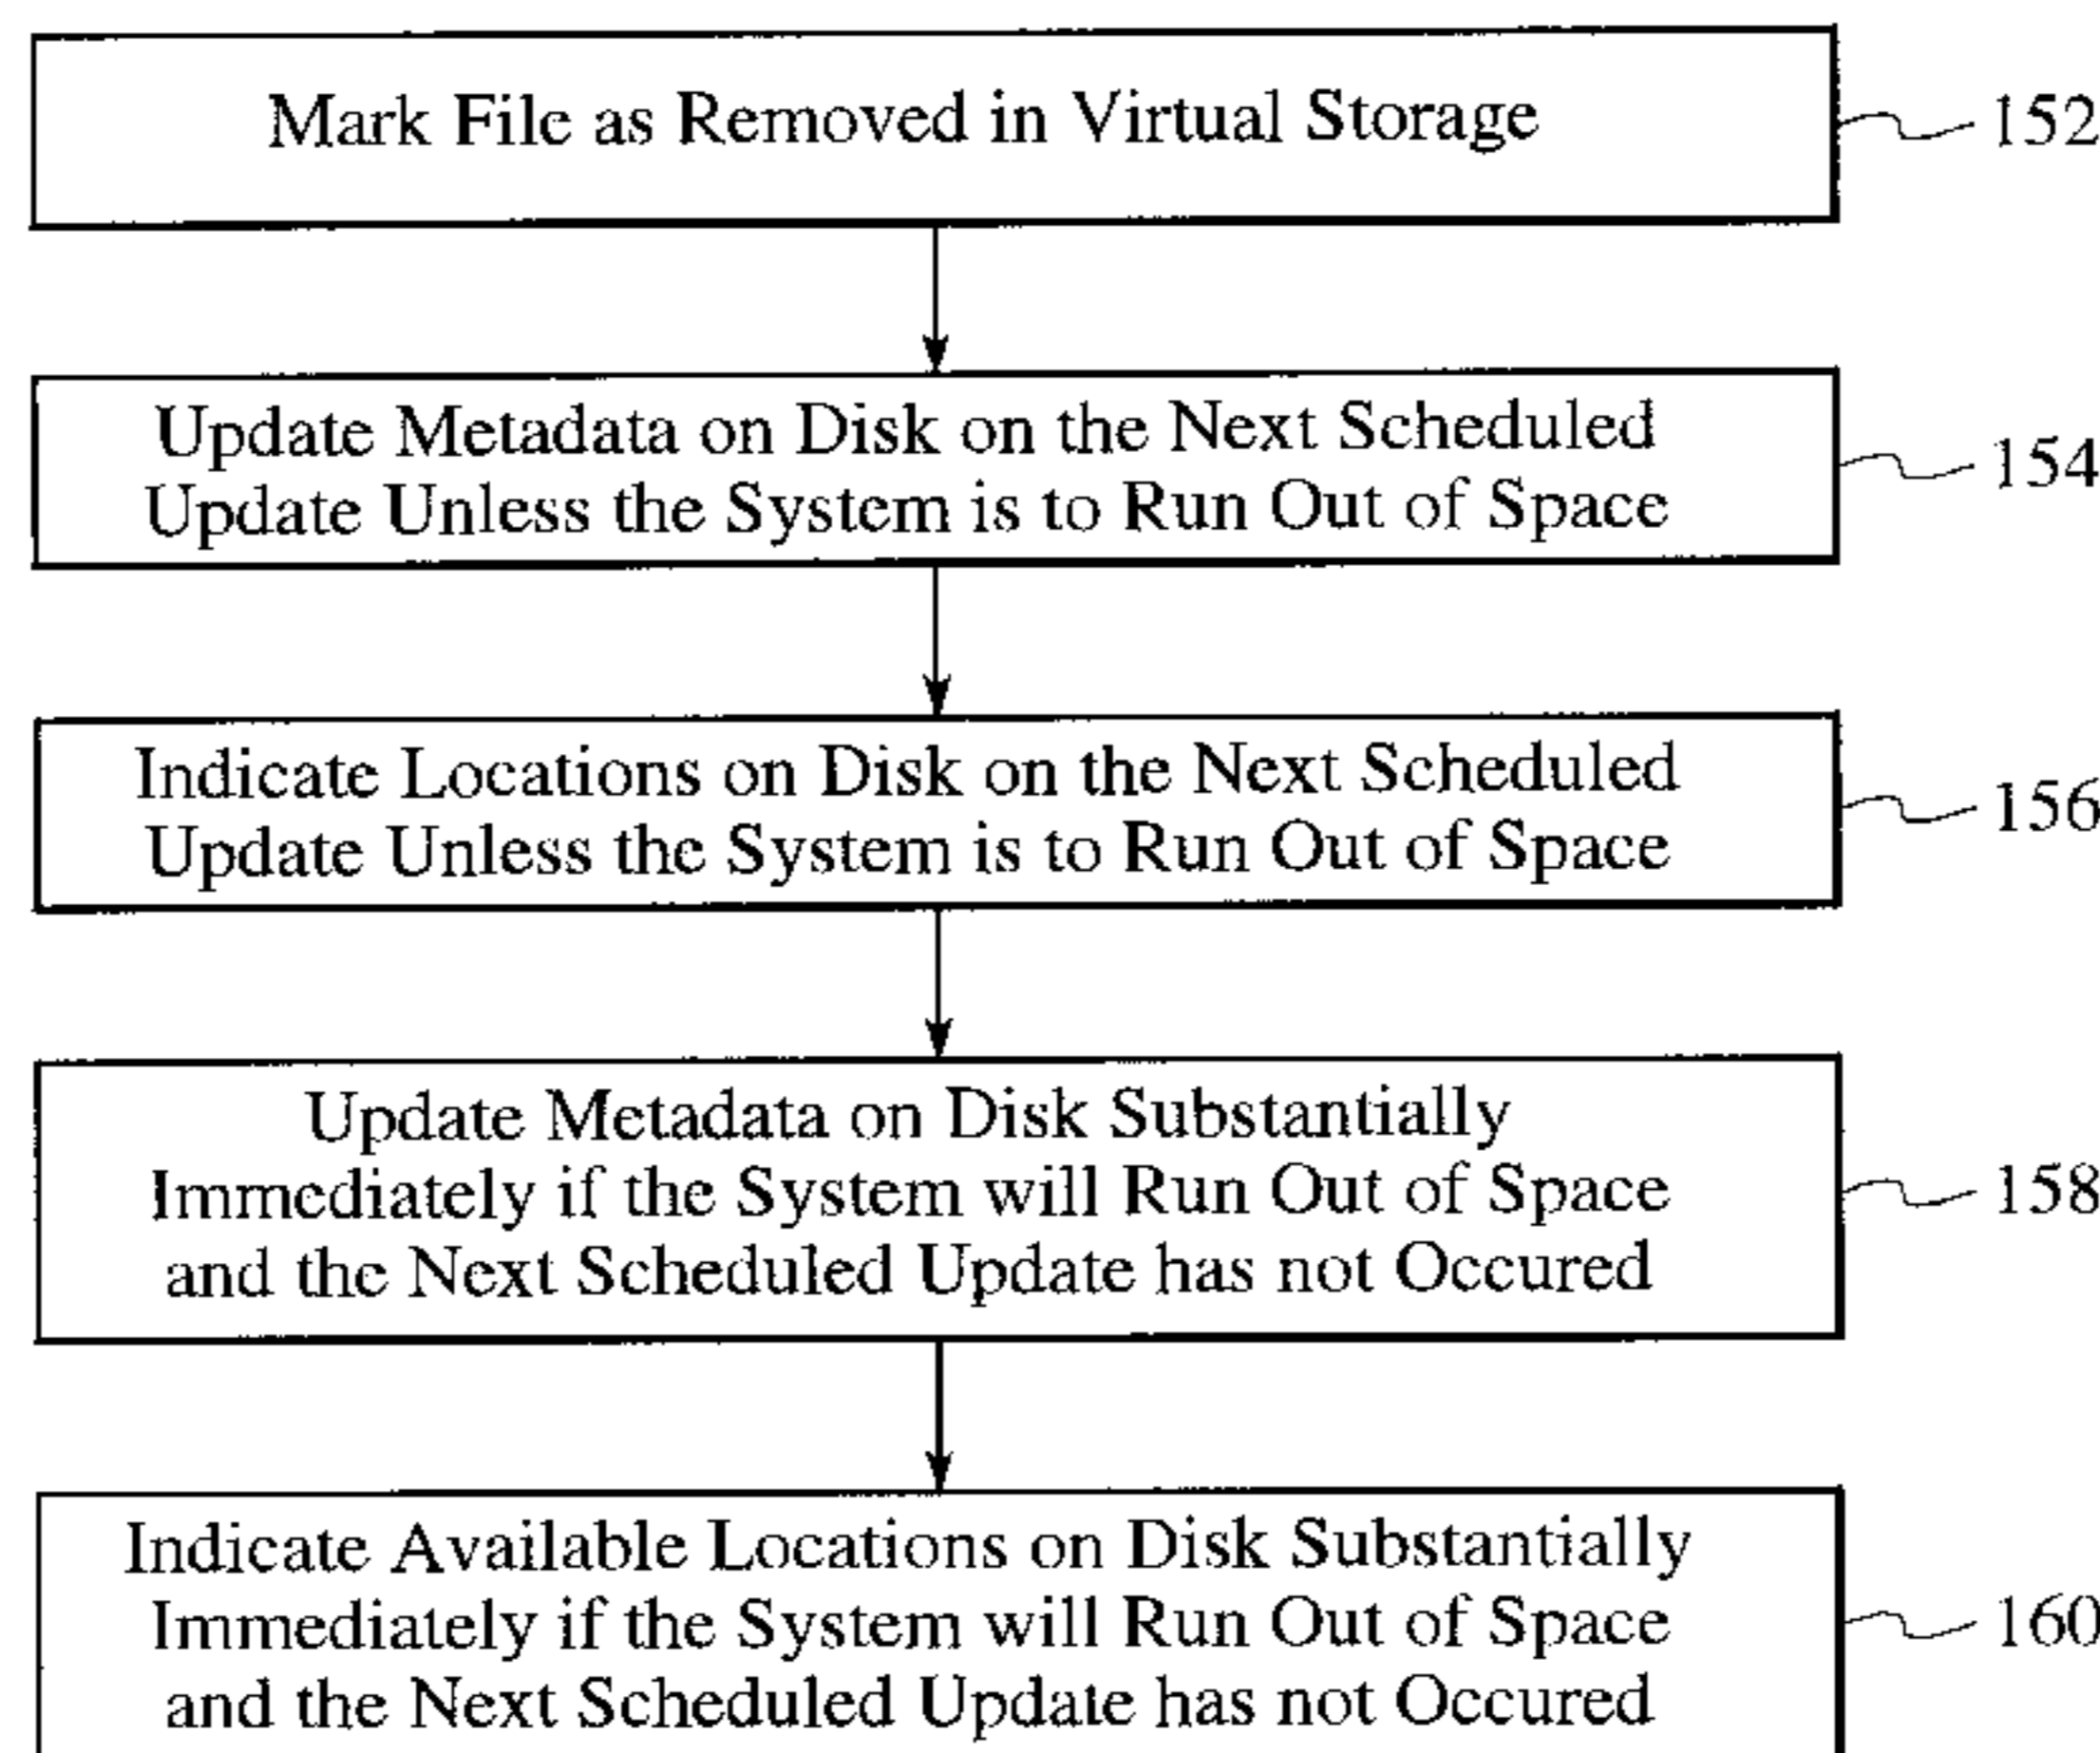 Mark File as Removed in Virtual Storage
152
Update Metadata on Disk on the Next Scheduled
Update Unless the System is to Run Out of Space
154
Indicate Locations on Disk on the Next Scheduled
Update Unless the System is to Run Out of Space
156
Update Metadata on Disk Substantially
Immediately if the System will Run Out of Space
and the Next Scheduled Update has not Occured
158
Indicate Available Locations on Disk Substantially
Immediately if the System will Run Out of Space
and the Next Scheduled Update has not Occured
160